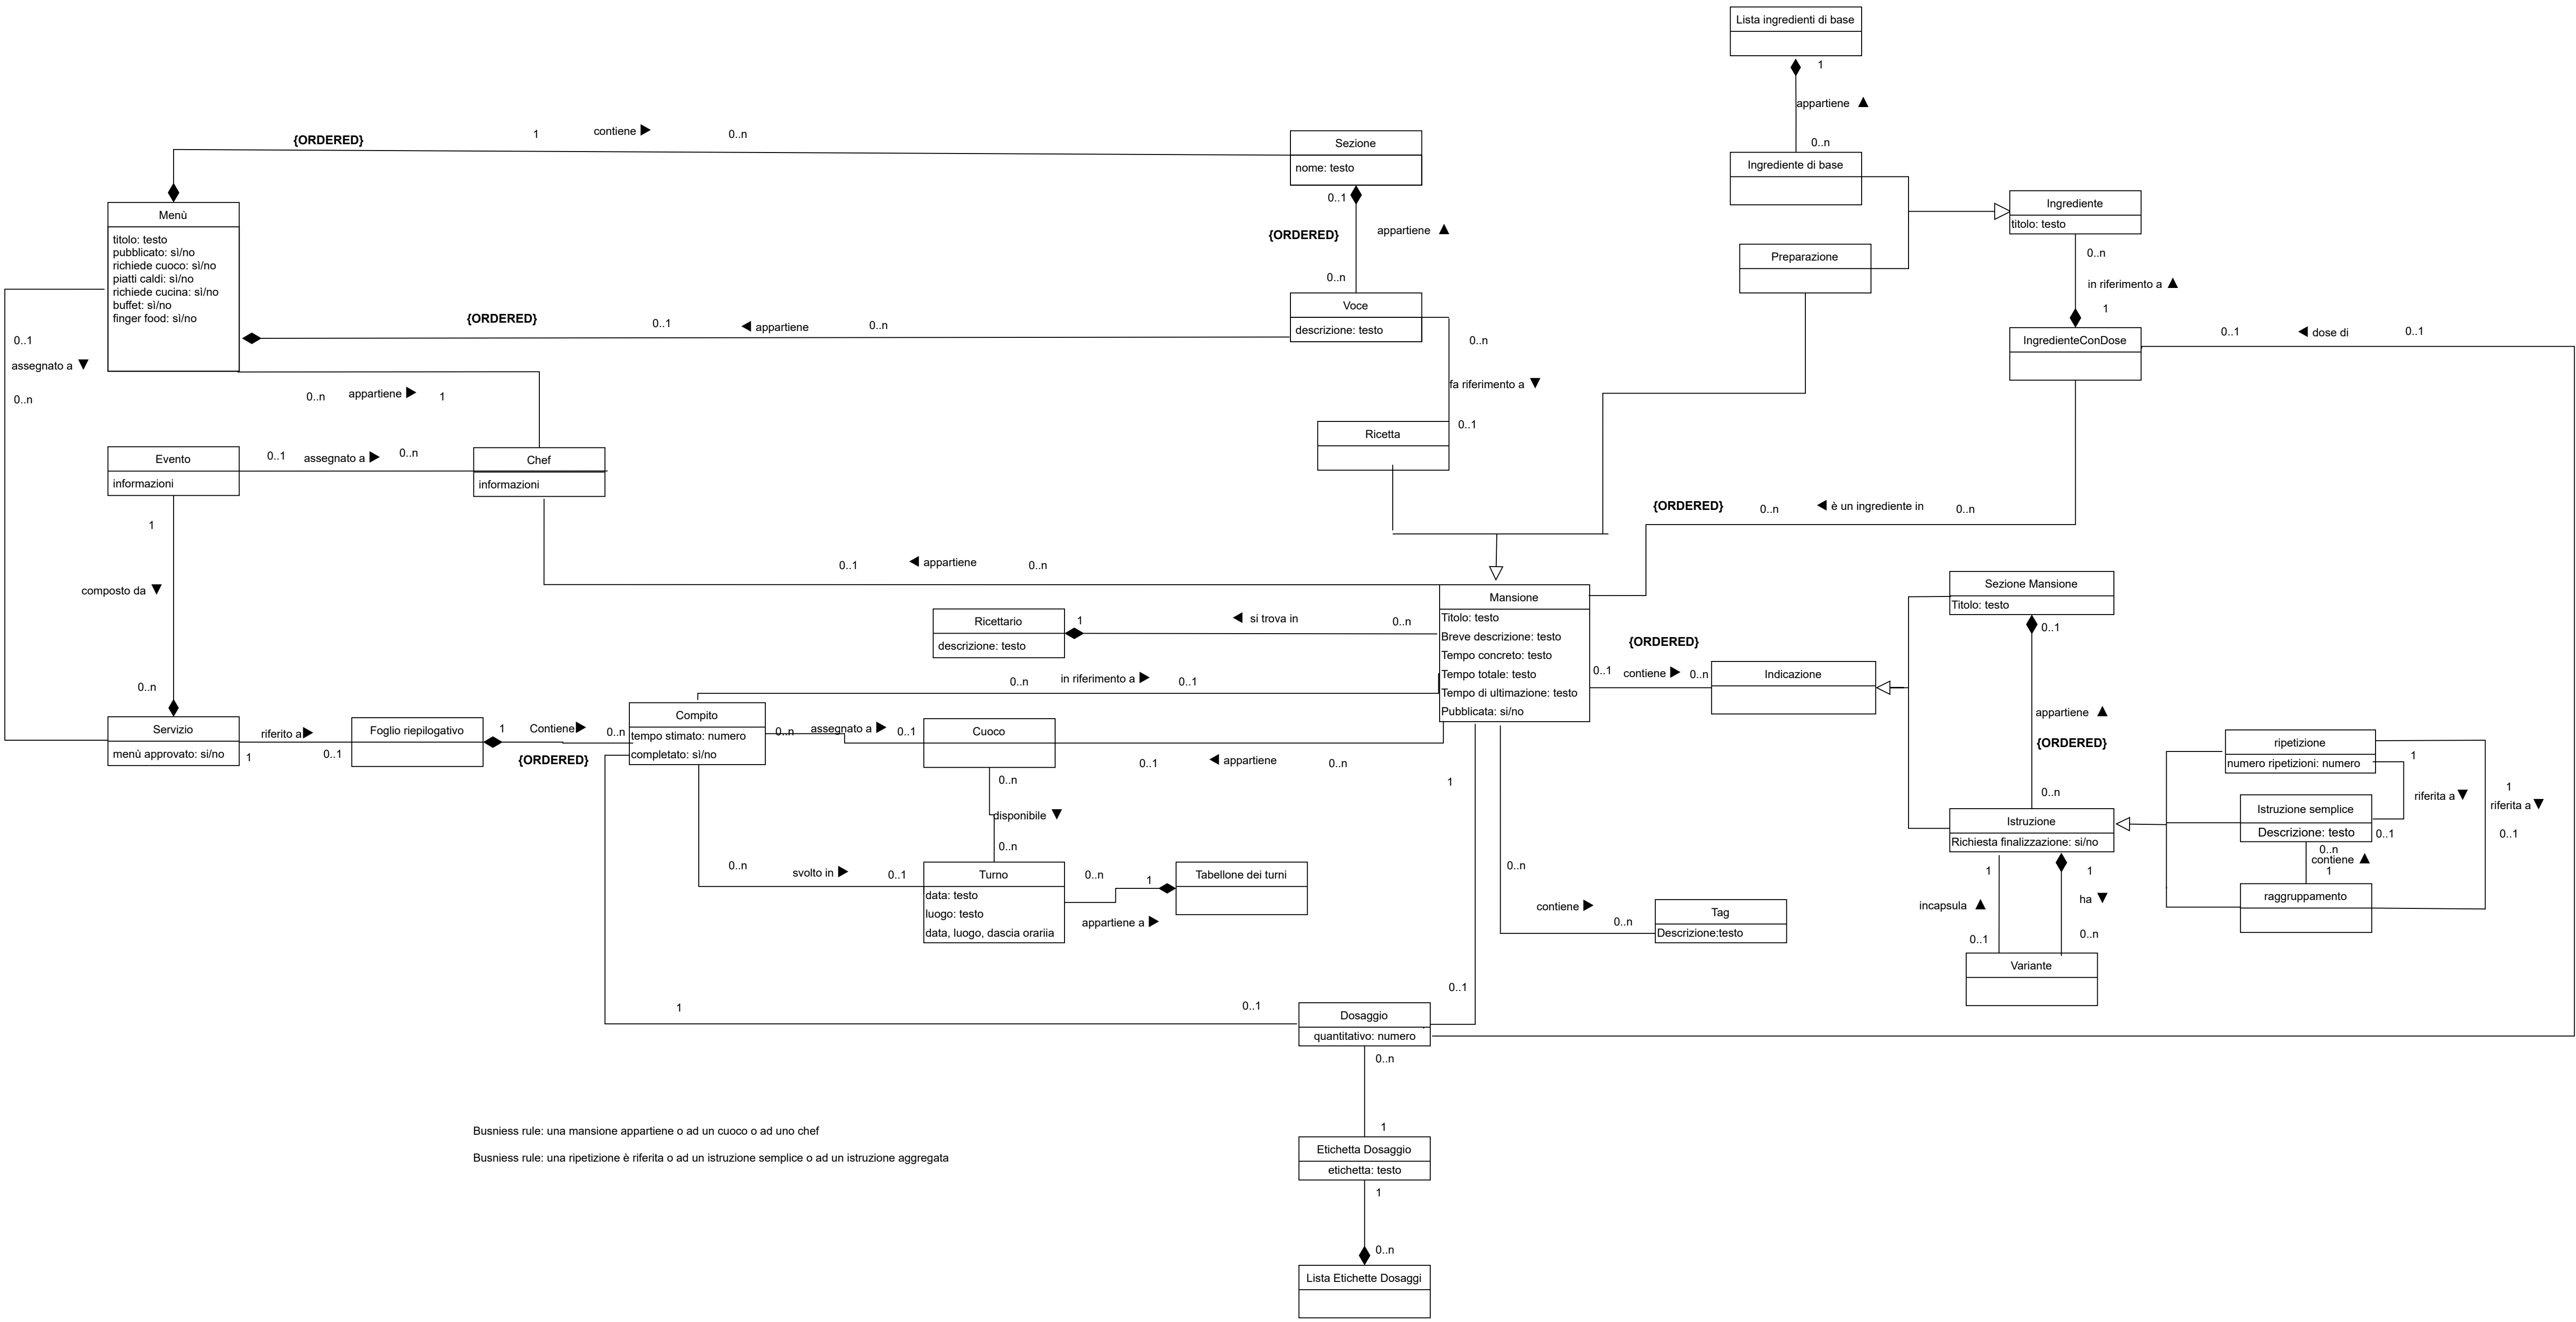 Lista ingredienti di base
1
appartiene
0..n
Ingrediente di base
{ORDERED}
1
contiene
0..n
Sezione
nome: testo
0..1
{ORDERED}
appartiene
0..n
Ingrediente
titolo: testo
Preparazione
0..n
in riferimento a
1
IngredienteConDose
0..1
dose di
0..1
Menù
titolo: testo
pubblicato: sì/no
richiede cuoco: sì/no
piatti caldi: sì/no
richiede cucina: sì/no
buffet: sì/no
finger food: sì/no
{ORDERED}
0..1
appartiene
0..n
Voce
descrizione: testo
0..n
fa riferimento a
0..1
Ricetta
0..1
assegnato a
0..n
0..n
appartiene
1
Evento
informazioni
0..1
assegnato a
0..n
Chef
informazioni
{ORDERED}
0..n
è un ingrediente in
0..n
1
composto da
0..n
0..1
appartiene
0..n
Mansione
Titolo: testo
Breve descrizione: testo
Tempo concreto: testo
Tempo totale: testo
Tempo di ultimazione: testo
Pubblicata: si/no
Ricettario
descrizione: testo
1
si trova in
0..n
0..n
in riferimento a
0..1
{ORDERED}
0..1
contiene
0..n
Indicazione
Sezione Mansione
Titolo: testo
0..1
appartiene
{ORDERED}
0..n
Servizio
menù approvato: si/no
riferito a
1
0..1
Foglio riepilogativo
1
Contiene
0..n
{ORDERED}
Compito
tempo stimato: numero
completato: sì/no
0..n
assegnato a
0..1
Cuoco
0..1
appartiene
0..n
0..n
disponibile
0..n
0..n
svolto in
0..1
Turno
data: testo
luogo: testo
data, luogo, dascia orariia
0..n
1
appartiene a
Tabellone dei turni
1
0..n
contiene
0..n
Tag
Descrizione:testo
Istruzione
Richiesta finalizzazione: si/no
1
incapsula
0..1
1
ha
0..n
Variante
ripetizione
numero ripetizioni: numero
1
riferita a
0..1
1
riferita a
0..1
Istruzione semplice
Descrizione: testo
0..n
contiene
1
raggruppamento
1
0..1
0..1
Dosaggio
quantitativo: numero
0..n
1
Etichetta Dosaggio
etichetta: testo
1
0..n
Lista Etichette Dosaggi
Busniess rule: una mansione appartiene o ad un cuoco o ad uno chef
Busniess rule: una ripetizione è riferita o ad un istruzione semplice o ad un istruzione aggregata